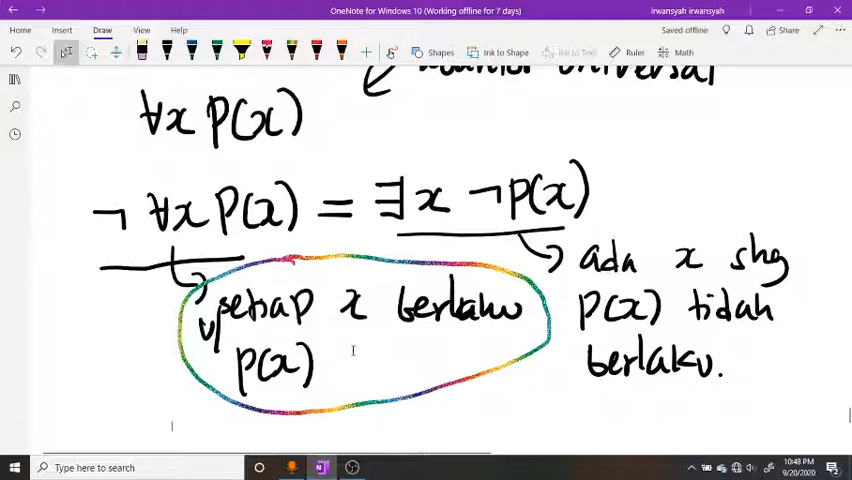 OneNote for Windows 10 (Working offline for 7 days)
irwansyah irwansyah
Home Insert Draw View Help
Saved offline Share
Shapes Ink to Shape Ink to Text Ruler Math
universal
∀x P(x)
¬ ∀x P(x) = ∃x ¬P(x)
setiap x berlaku
P(x)
ada x shg
P(x) tidak
berlaku.
Type here to search
10:48 PM
9/20/2020
2